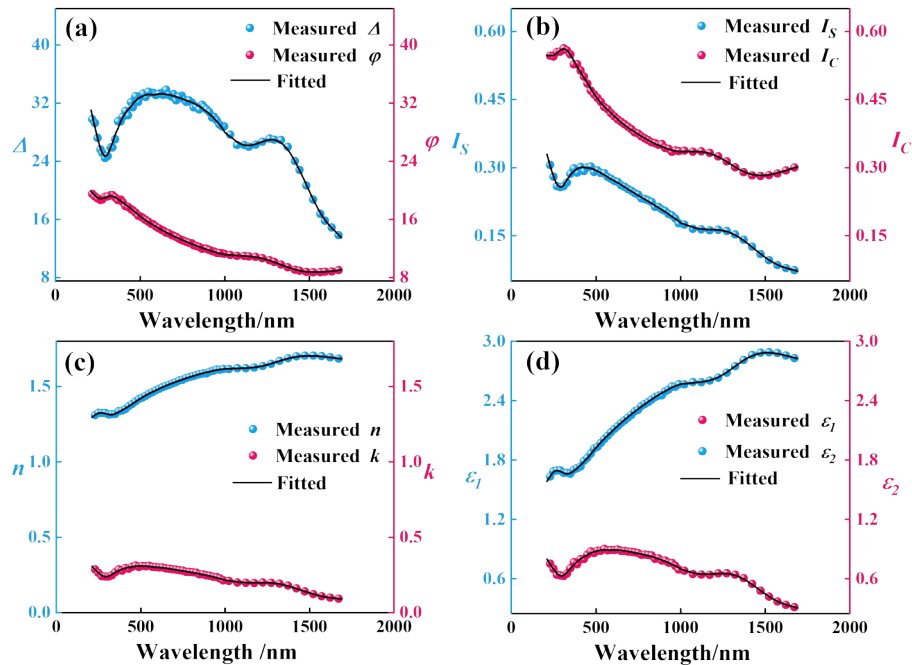 (a)
Measured Δ
Measured φ
Fitted
40
32
24
16
8
Δ
40
32
24
16
8
φ
0 500 1000 1500 2000
Wavelength/nm
(b)
Measured I_S
Measured I_C
Fitted
0.60
0.45
0.30
0.15
I_S
0.60
0.45
0.30
0.15
I_C
0 500 1000 1500 2000
Wavelength/nm
(c)
Measured n
Measured k
Fitted
1.5
1.0
0.5
0.0
n
1.5
1.0
0.5
0.0
k
0 500 1000 1500 2000
Wavelength /nm
(d)
Measured ε1
Measured ε2
Fitted
3.0
2.4
1.8
1.2
0.6
ε1
3.0
2.4
1.8
1.2
0.6
ε2
0 500 1000 1500 2000
Wavelength/nm